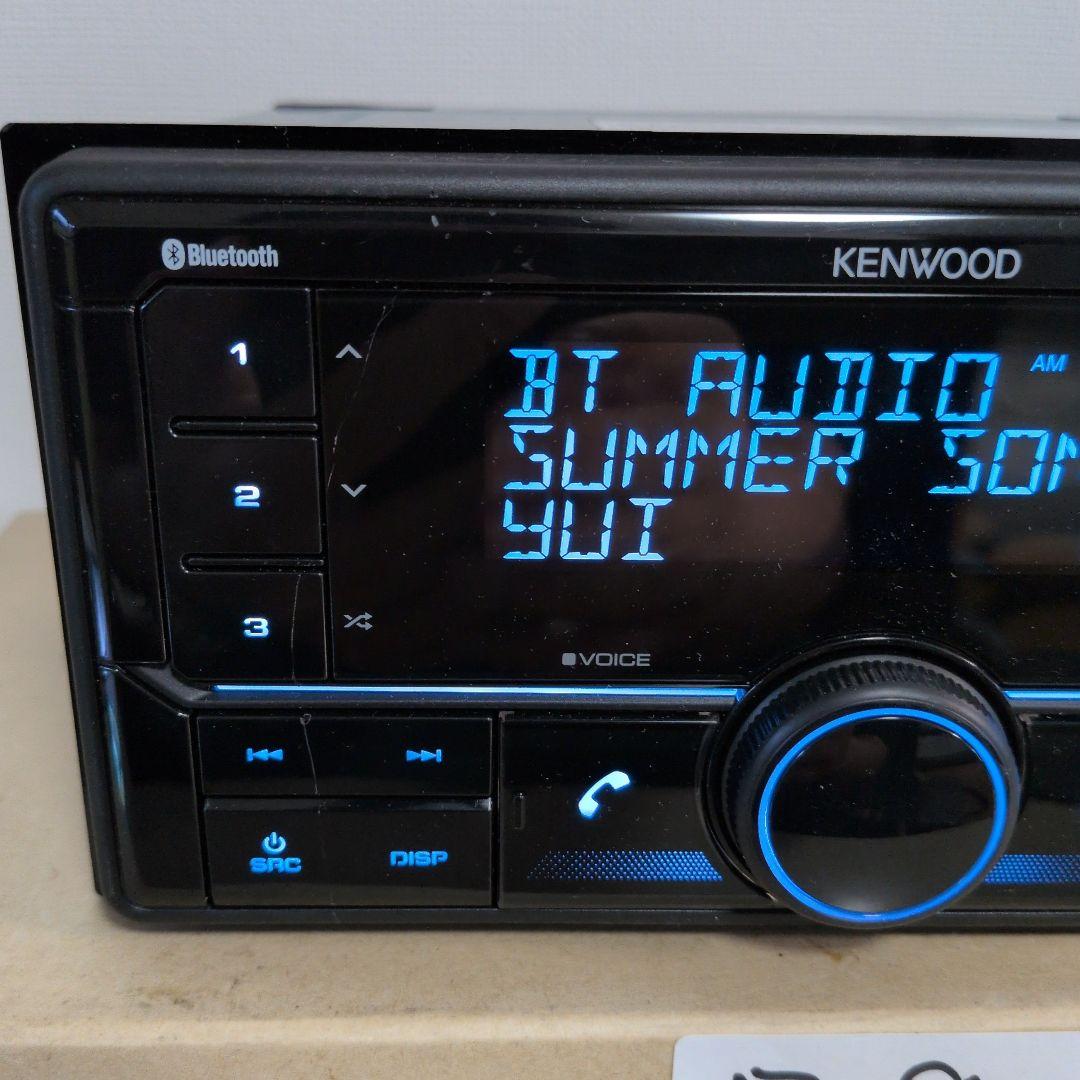 Bluetooth
KENWOOD
1
BT AUDIO AM
SUMMER SON
2
YUI
3
VOICE
SRC DISP